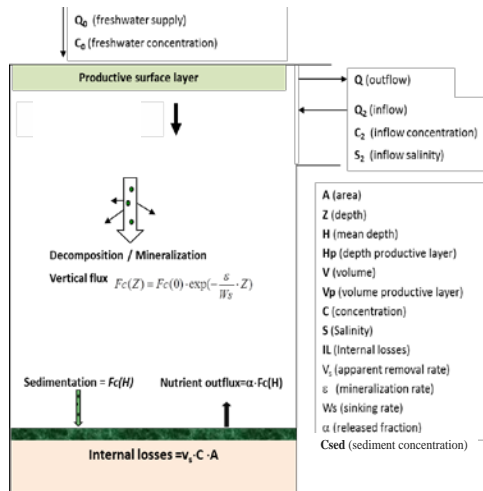 Q₀ (freshwater supply)
C₀ (freshwater concentration)
Productive surface layer
Q (outflow)
Q₂ (inflow)
C₂ (inflow concentration)
S₂ (inflow salinity)
A (area)
Z (depth)
H (mean depth)
Hp (depth productive layer)
V (volume)
Vp (volume productive layer)
C (concentration)
S (Salinity)
IL (Internal losses)
Vₛ (apparent removal rate)
ε (mineralization rate)
Ws (sinking rate)
α (released fraction)
Csed (sediment concentration)
Decomposition / Mineralization
Vertical flux Fc(Z) = Fc(0)·exp(-ε/Ws·Z)
Sedimentation = Fc(H)
Nutrient outflux=α·Fc(H)
Internal losses =vₛ·C·A